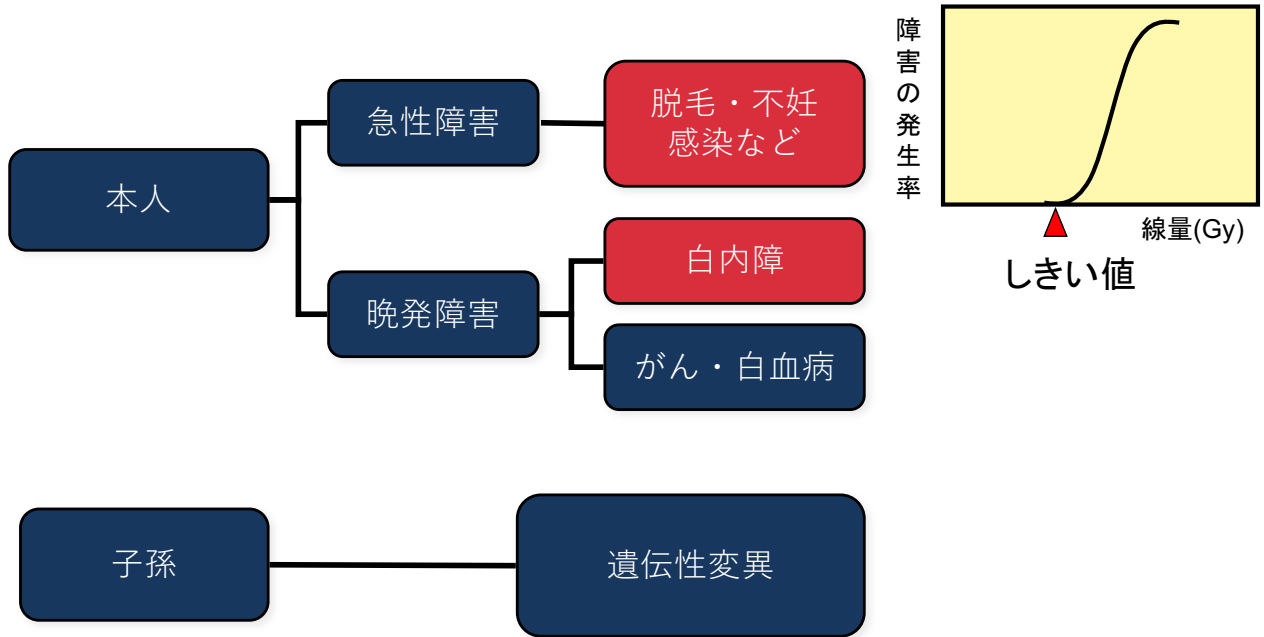 本人
急性障害
脱毛・不妊
感染など
晩発障害
白内障
がん・白血病
子孫
遺伝性変異
障害の発生率
線量(Gy)
しきい値